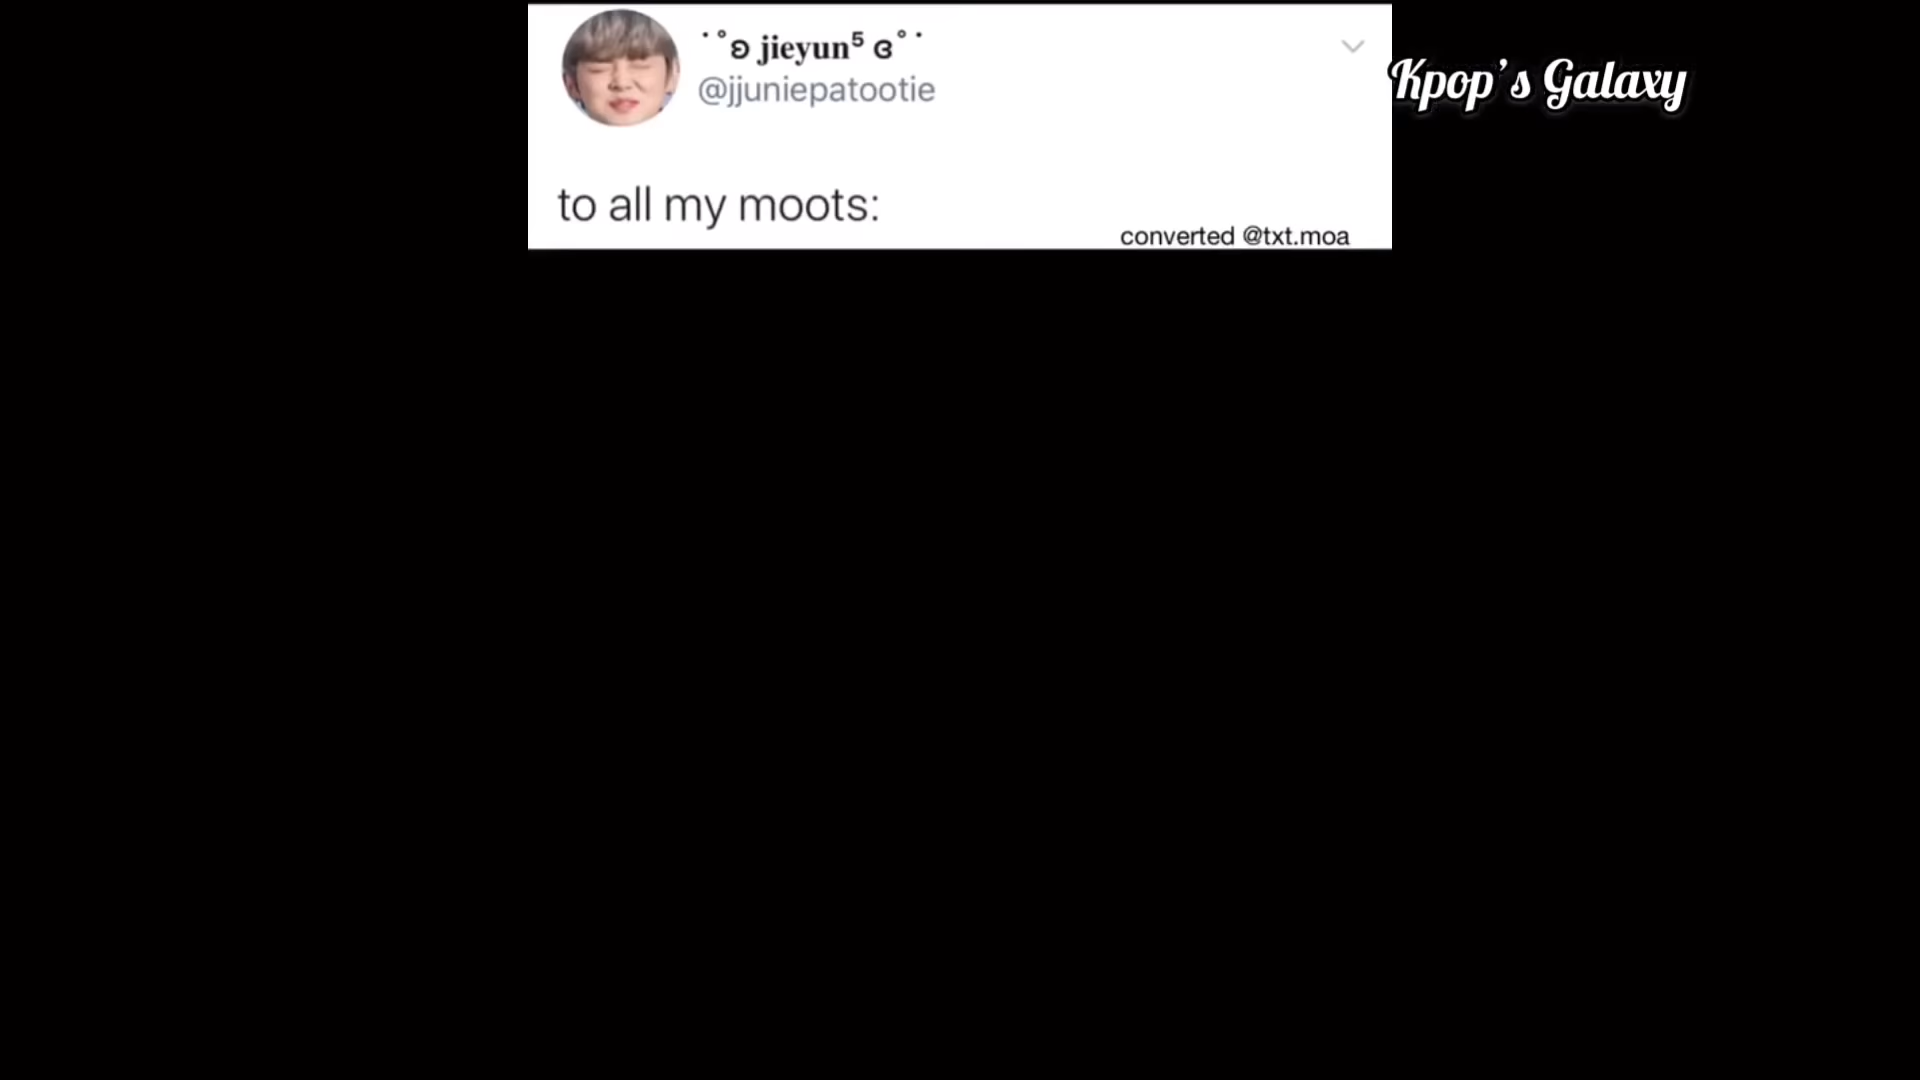 ˙˚ʚ jieyun⁵ ɞ˚˙
@jjuniepatootie
Kpop's Galaxy
to all my moots:
converted @txt.moa